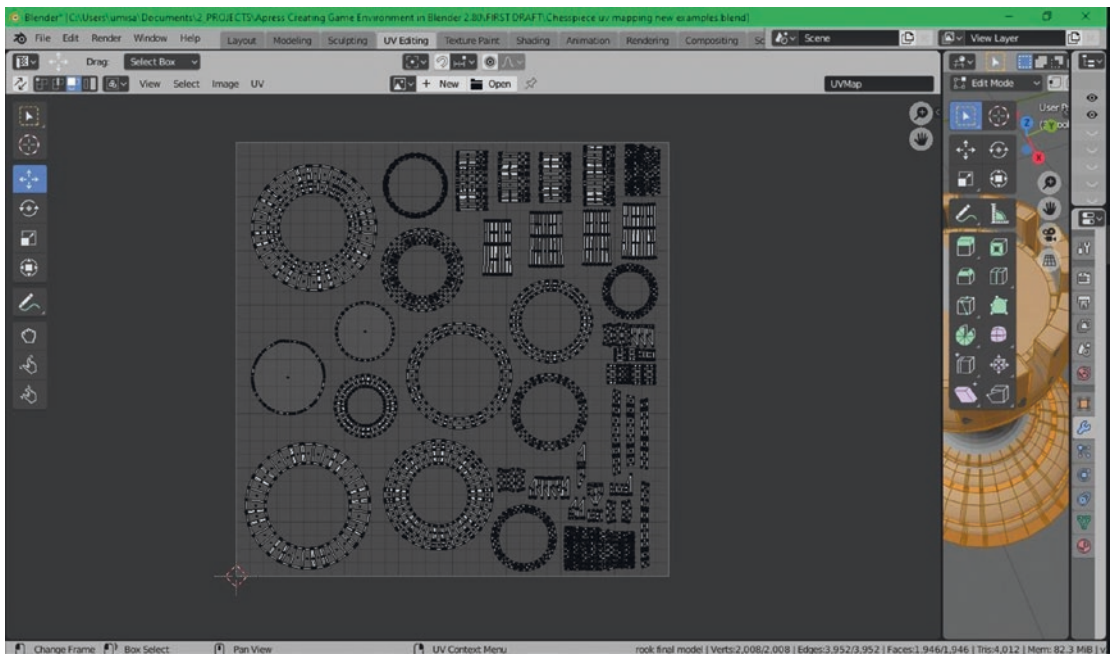 Blender* [C:\Users\umisa\Documents\2_PROJECTS\Apress Creating Game Environment in Blender 2.80\FIRST DRAFT\Chesspiece uv mapping new examples.blend]
File Edit Render Window Help Layout Modeling Sculpting UV Editing Texture Paint Shading Animation Rendering Compositing Sc Scene View Layer
Drag: Select Box
View Select Image UV + New Open UVMap Edit Mode
User P
Z Y
X
Change Frame Box Select Pan View UV Context Menu rook final model | Verts:2,008/2,008 | Edges:3,952/3,952 | Faces:1,946/1,946 | Tris:4,012 | Mem: 82.3 MiB | v